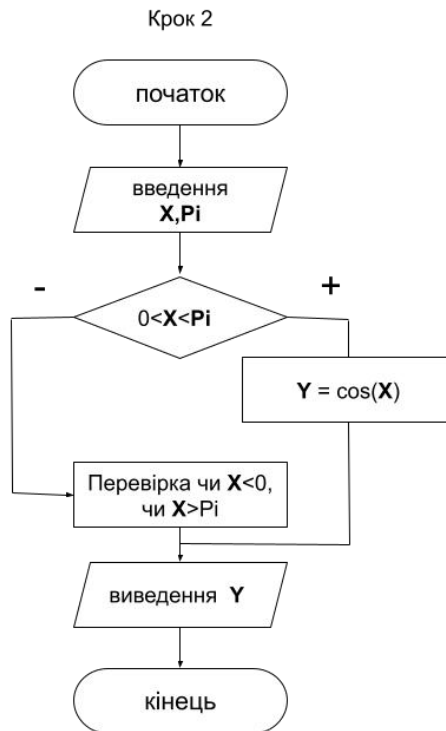 Крок 2
початок
введення
X,Pi
-
+
0<X<Pi
Y = cos(X)
Перевірка чи X<0,
чи X>Pi
виведення Y
кінець